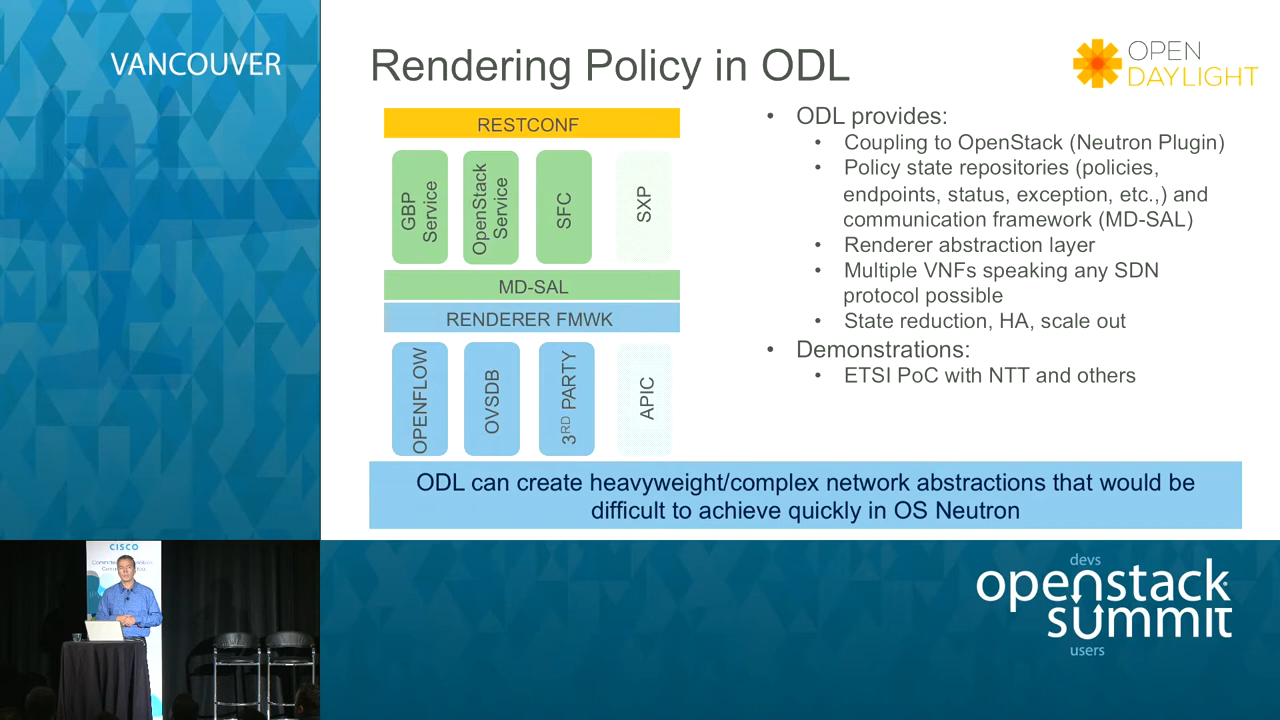 VANCOUVER
Rendering Policy in ODL
OPEN
DAYLIGHT
RESTCONF
GBP
Service
OpenStack
Service
SFC
SXP
MD-SAL
RENDERER FMWK
OPENFLOW
OVSDB
3RD PARTY
APIC
• ODL provides:
• Coupling to OpenStack (Neutron Plugin)
• Policy state repositories (policies,
endpoints, status, exception, etc.,) and
communication framework (MD-SAL)
• Renderer abstraction layer
• Multiple VNFs speaking any SDN
protocol possible
• State reduction, HA, scale out
• Demonstrations:
• ETSI PoC with NTT and others
ODL can create heavyweight/complex network abstractions that would be
difficult to achieve quickly in OS Neutron
CISCO
devs
openstack
summit
users